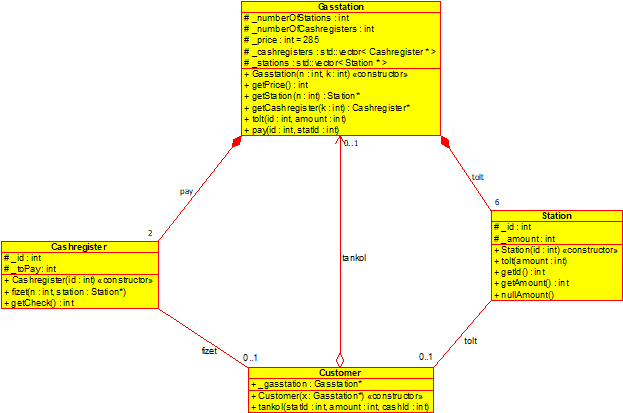 Gasstation
# _numberOfStations : int
# _numberOfCashregisters : int
# _price : int = 285
# _cashregisters : std::vector< Cashregister * >
# _stations : std::vector< Station * >
+ Gasstation(n : int, k : int) «constructor»
+ getPrice() : int
+ getStation(n : int) : Station*
+ getCashregister(k : int) : Cashregister*
+ tolt(id : int, amount : int)
+ pay(id : int, statId : int)
0..1
pay
tolt
2
6
Cashregister
# _id : int
# _toPay : int
+ Cashregister(id : int) «constructor»
+ fizet(n : int, station : Station*)
+ getCheck() : int
Station
# _id : int
# _amount : int
+ Station(id : int) «constructor»
+ tolt(amount : int)
+ getId() : int
+ getAmount() : int
+ nullAmount()
tankol
fizet
tolt
0..1
0..1
Customer
+ _gasstation : Gasstation*
+ Customer(x : Gasstation*) «constructor»
+ tankol(statId : int, amount : int, cashId : int)